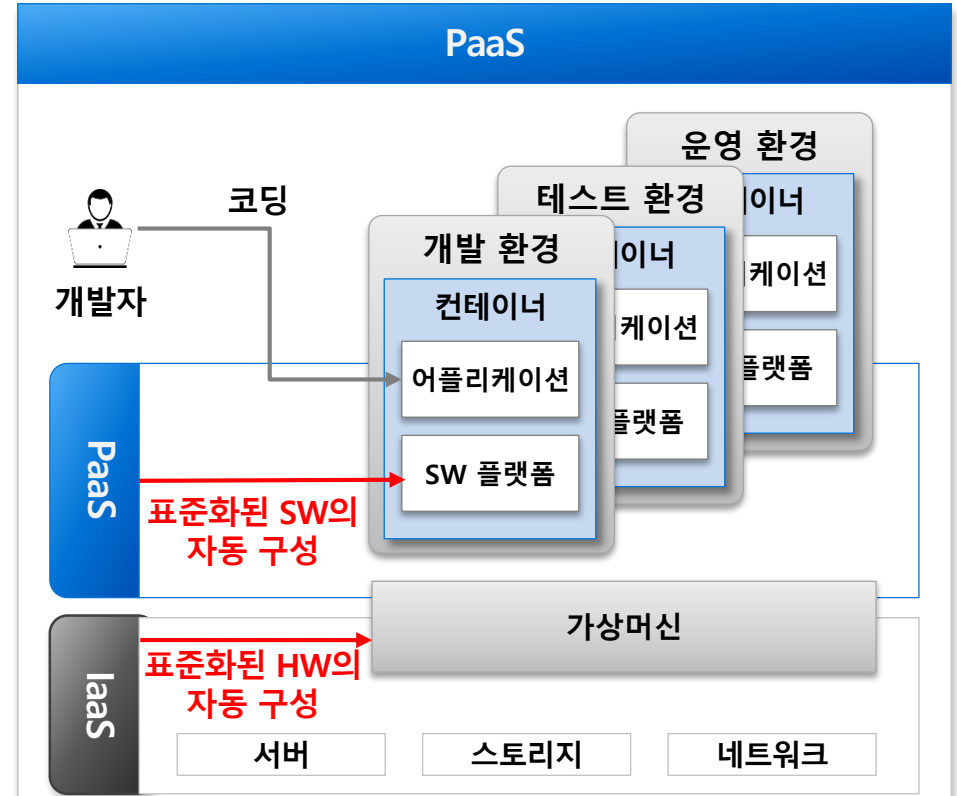 PaaS
운영 환경
이너
케이션
플랫폼
테스트 환경
이너
케이션
플랫폼
개발 환경
컨테이너
어플리케이션
SW 플랫폼
코딩
개발자
PaaS
표준화된 SW의
자동 구성
가상머신
IaaS
표준화된 HW의
자동 구성
서버
스토리지
네트워크